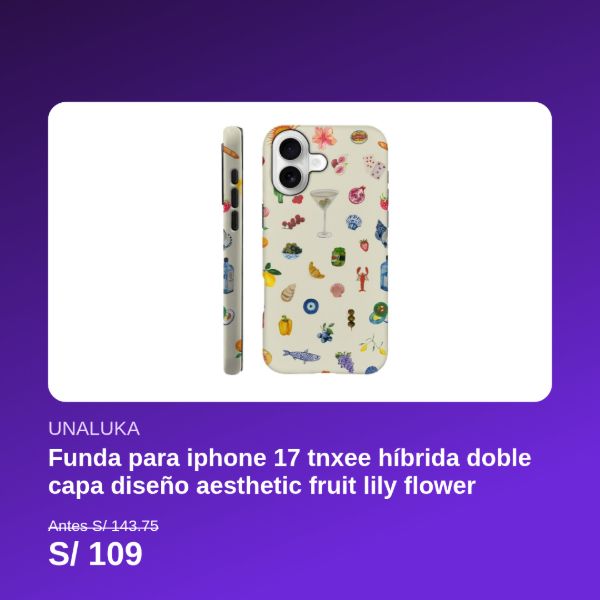 UNALUKA
Funda para iphone 17 tnxee híbrida doble
capa diseño aesthetic fruit lily flower
Antes S/ 143.75
S/ 109